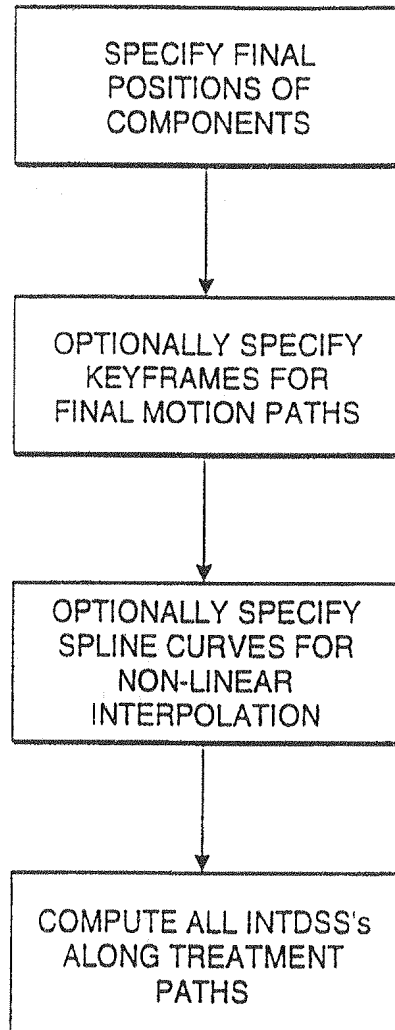 SPECIFY FINAL
POSITIONS OF
COMPONENTS
OPTIONALLY SPECIFY
KEYFRAMES FOR
FINAL MOTION PATHS
OPTIONALLY SPECIFY
SPLINE CURVES FOR
NON-LINEAR
INTERPOLATION
COMPUTE ALL INTDSS's
ALONG TREATMENT
PATHS